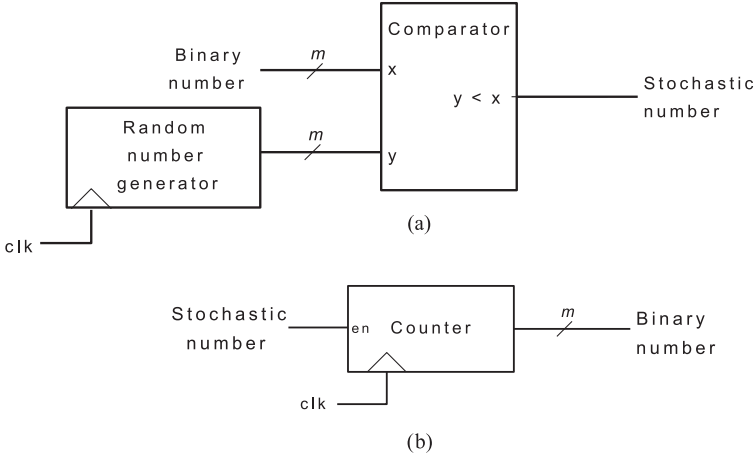 Binary
number
m
Comparator
x
y < x
Stochastic
number
Random
number
generator
m
y
clk
(a)
Stochastic
number
en
Counter
m
Binary
number
clk
(b)